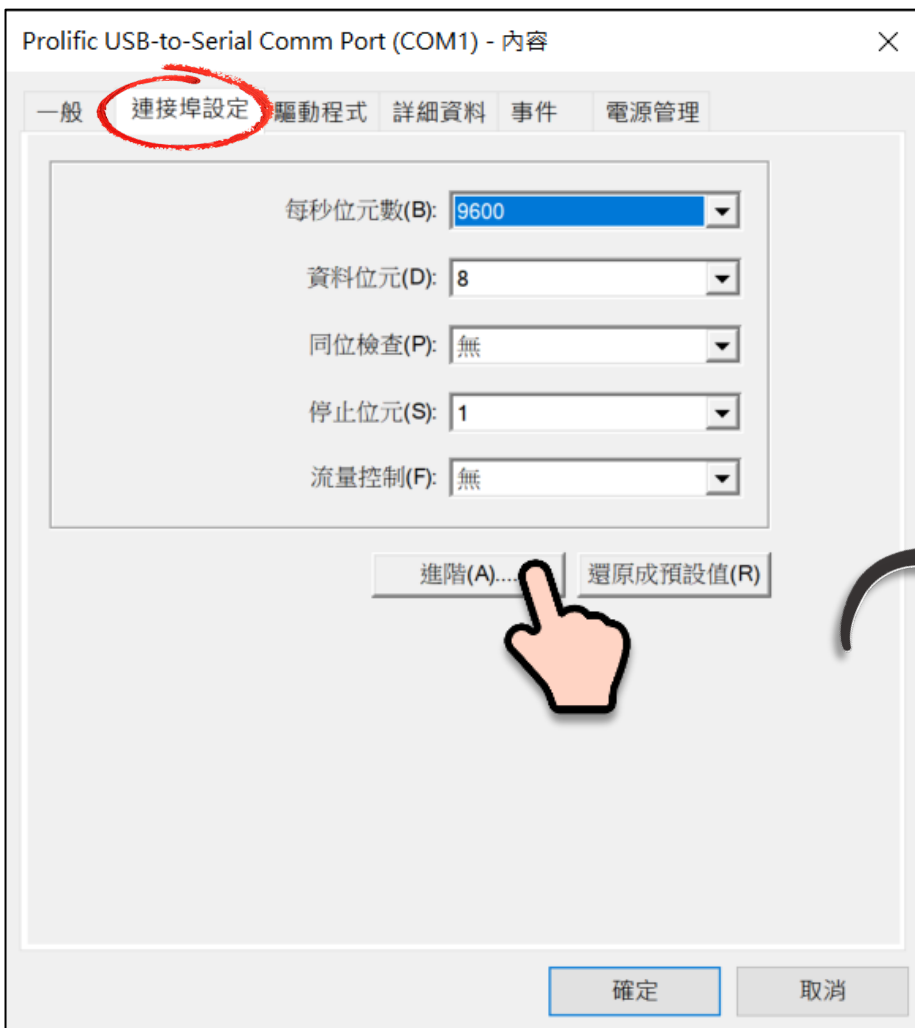 Prolific USB-to-Serial Comm Port (COM1) - 內容
一般 連接埠設定 驅動程式 詳細資料 事件 電源管理
每秒位元數(B): 9600
資料位元(D): 8
同位檢查(P): 無
停止位元(S): 1
流量控制(F): 無
進階(A).... 還原成預設值(R)
確定 取消